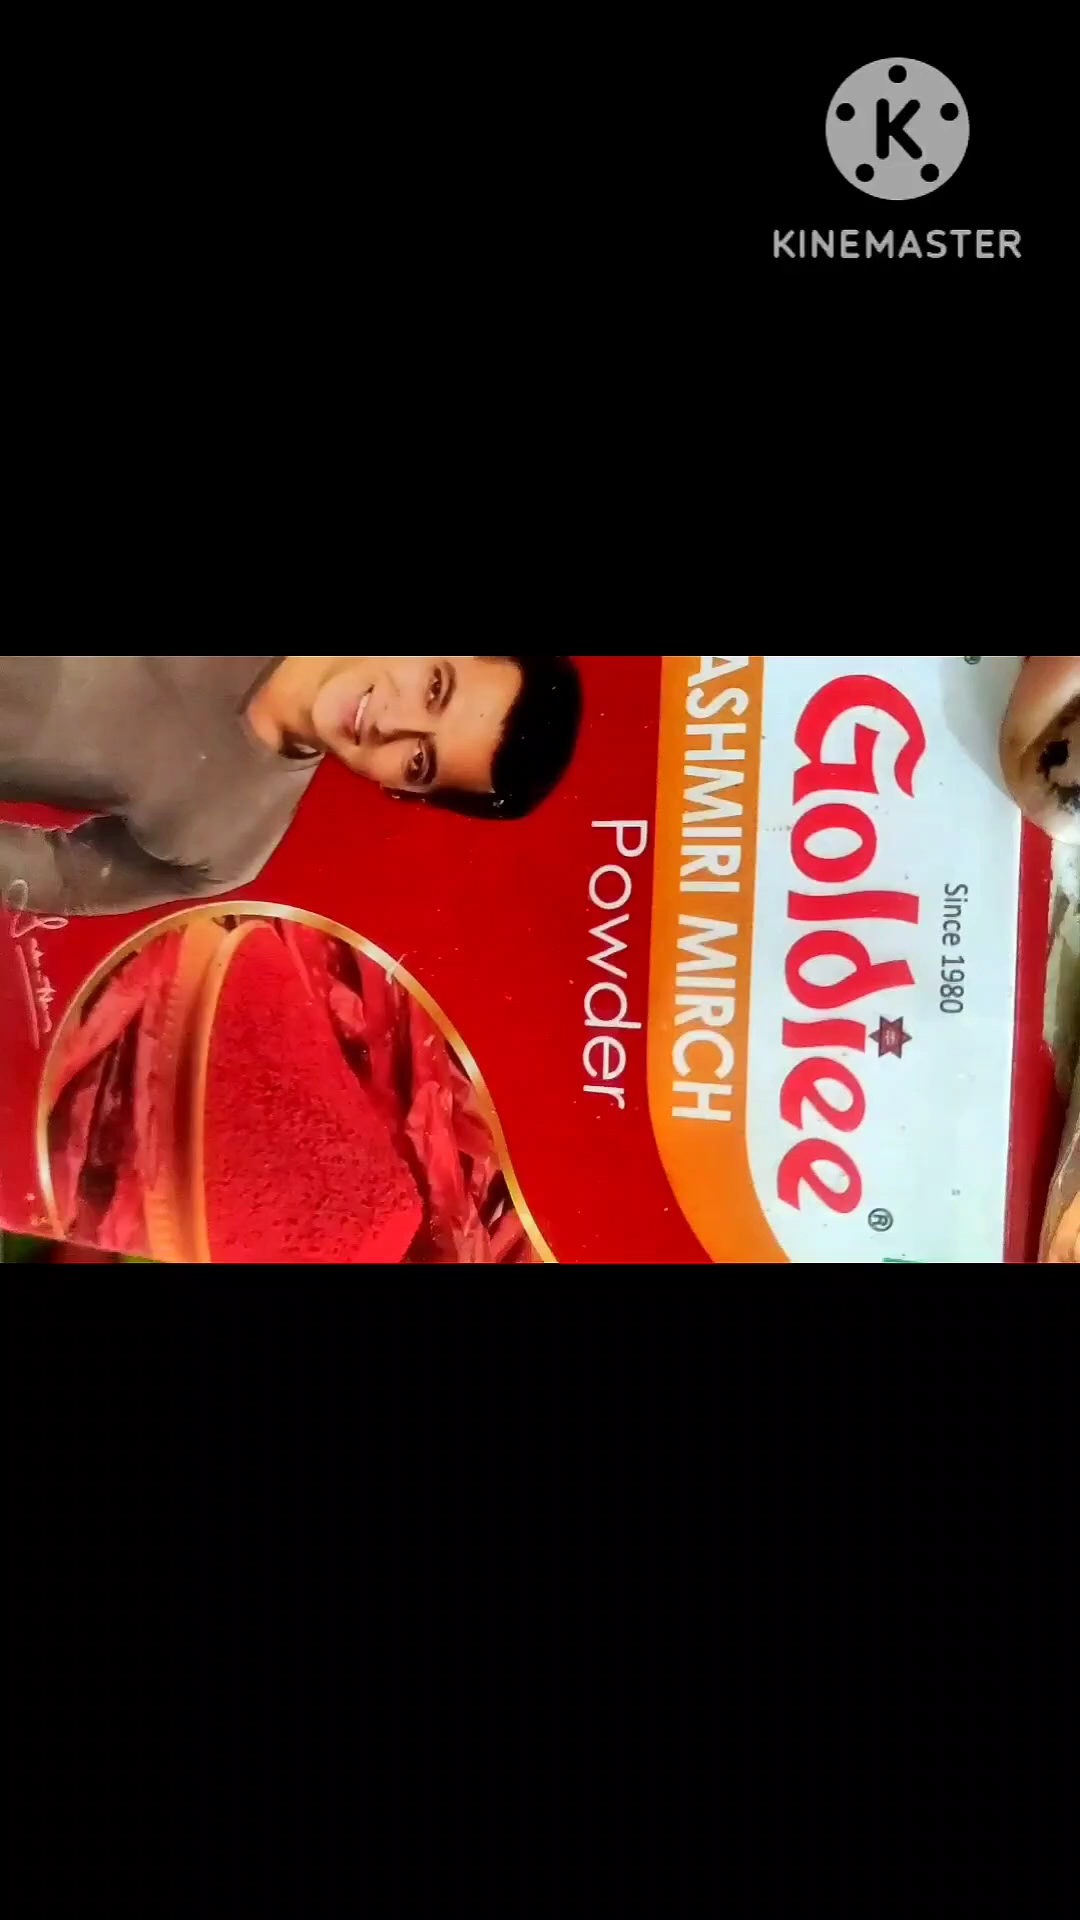 K
KINEMASTER
Since 1980
Goldiee®
ASHMIRI MIRCH
Powder